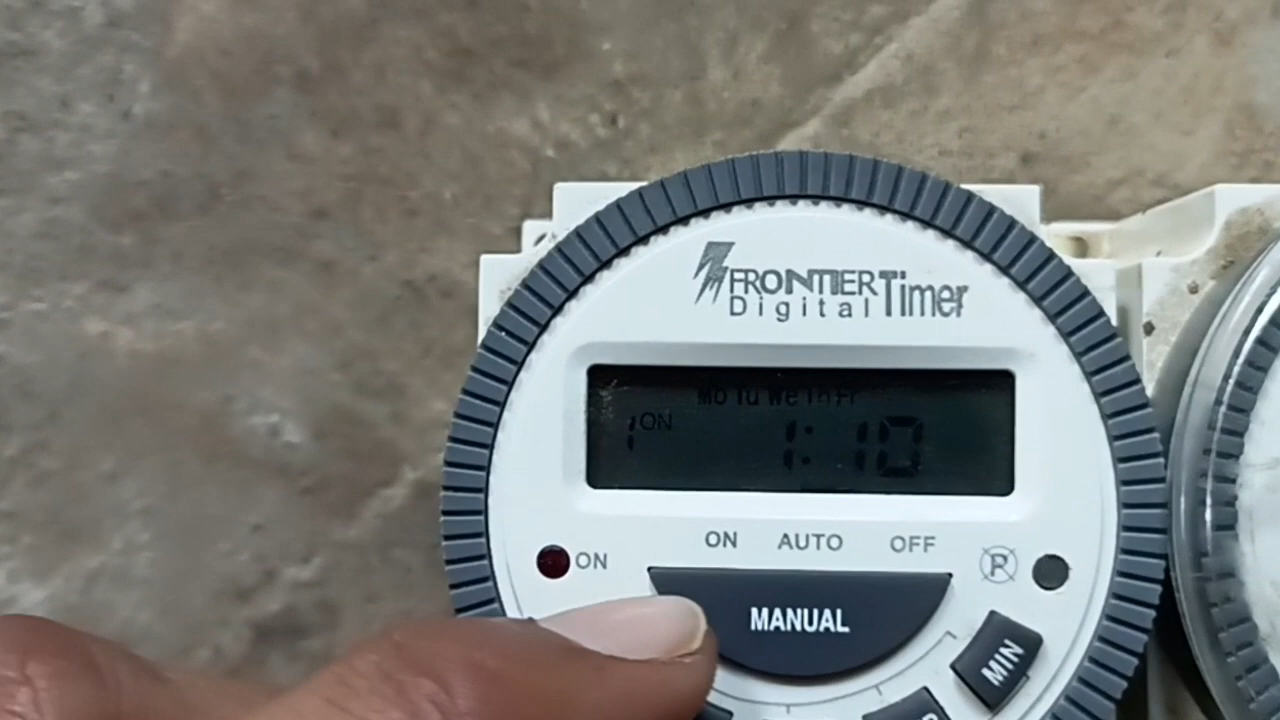 FRONTIER Timer
Digital
Mo Tu We Th Fr
1 ON 1:10
ON AUTO OFF
ON
P
MANUAL
MIN